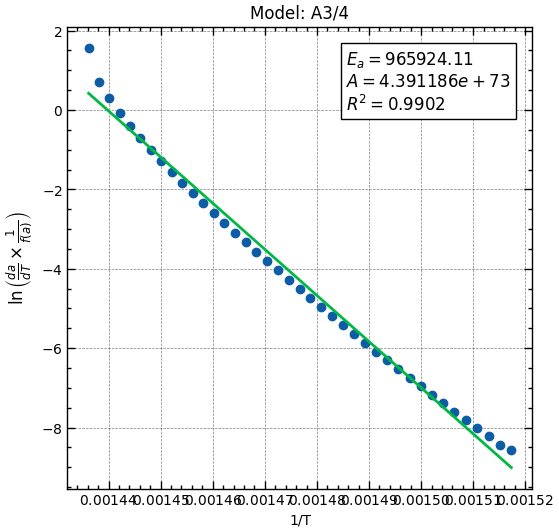 Model: A3/4
E_a = 965924.11
A = 4.391186e + 73
R^2 = 0.9902
2
0
−2
−4
−6
−8
ln (da/dT × 1/f(a))
0.00144 0.00145 0.00146 0.00147 0.00148 0.00149 0.00150 0.00151 0.00152
1/T